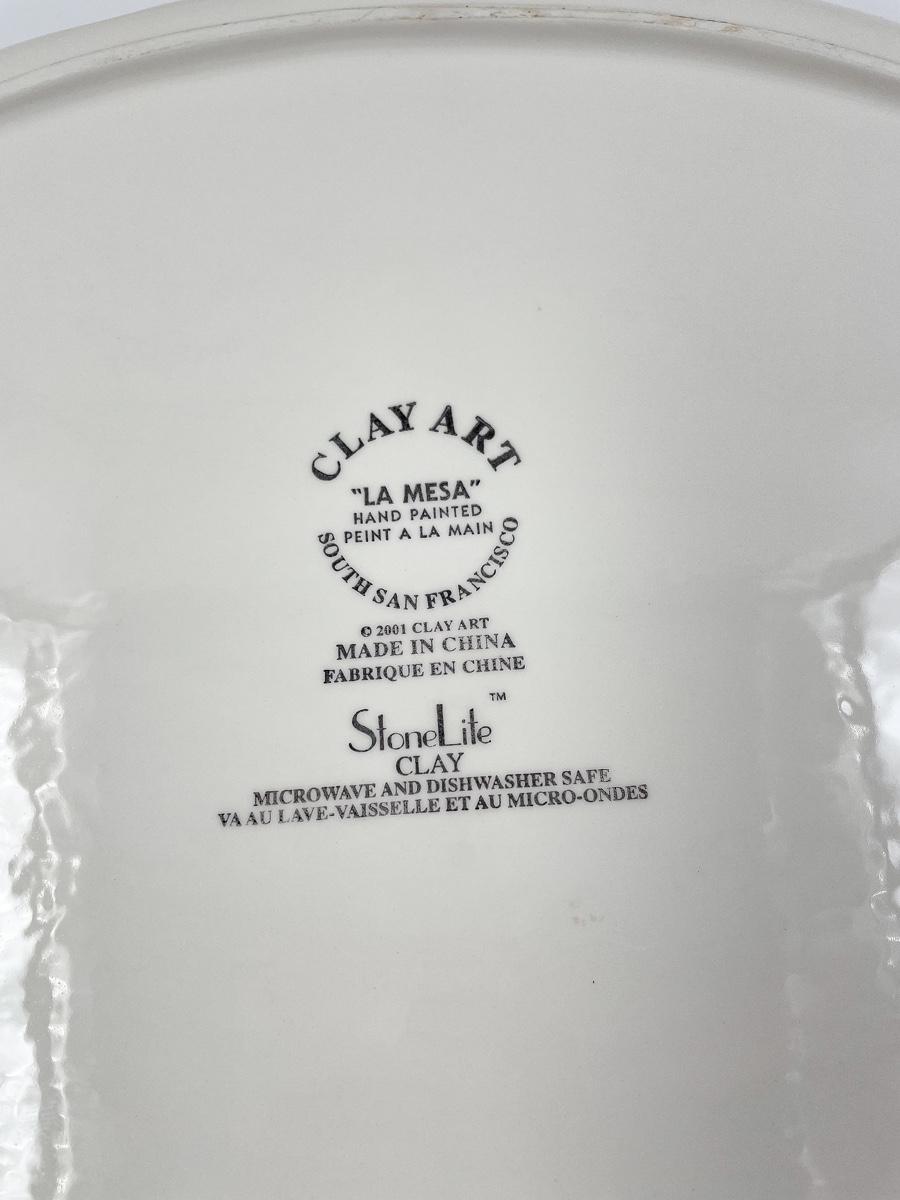 CLAY ART
"LA MESA"
HAND PAINTED
PEINT A LA MAIN
SOUTH SAN FRANCISCO
© 2001 CLAY ART
MADE IN CHINA
FABRIQUE EN CHINE
StoneLite™
CLAY
MICROWAVE AND DISHWASHER SAFE
VA AU LAVE-VAISSELLE ET AU MICRO-ONDES